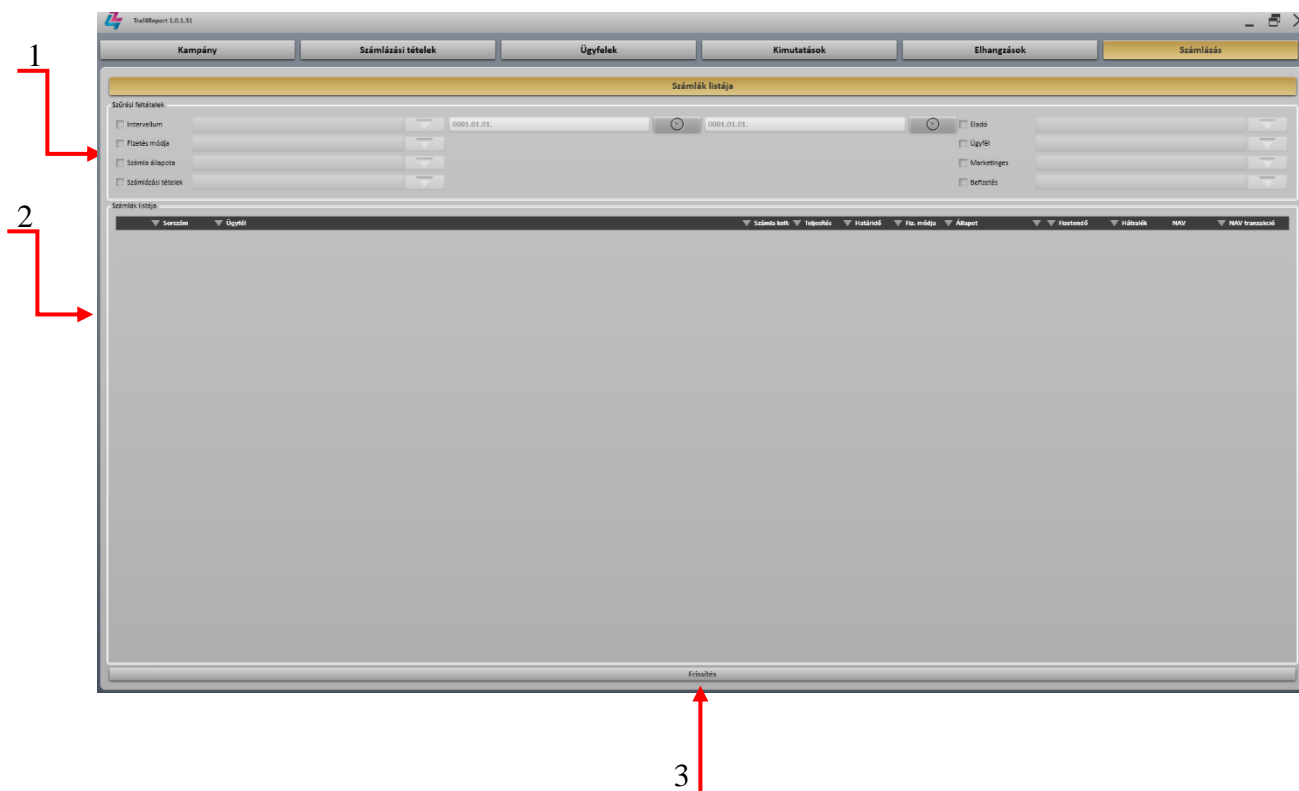 TrafóReport 1.0.1.31
Kampány Számlázási tételek Ügyfelek Kimutatások Elhangzások Számlázás
1
Számlák listája
Szűrési feltételek
Intervallum 0001.01.01. 0001.01.01. Eladó
Fizetés módja Ügyfél
Számla állapota Marketinges
Számlázási tételek Befizetés
Számlák listája
2
Sorszám Ügyfél Számla kelt Teljesítés Határidő Fiz. módja Állapot Fizetendő Hátralék NAV NAV tranzakció
Frissítés
3